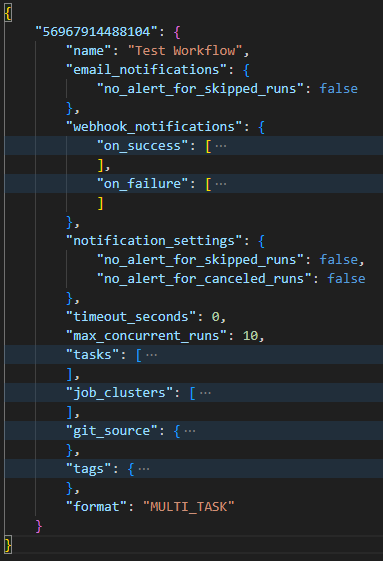 {
    "56967914488104": {
        "name": "Test Workflow",
        "email_notifications": {
            "no_alert_for_skipped_runs": false
        },
        "webhook_notifications": {
            "on_success": [ ···
            ],
            "on_failure": [ ···
            ]
        },
        "notification_settings": {
            "no_alert_for_skipped_runs": false,
            "no_alert_for_canceled_runs": false
        },
        "timeout_seconds": 0,
        "max_concurrent_runs": 10,
        "tasks": [ ···
        ],
        "job_clusters": [ ···
        ],
        "git_source": { ···
        },
        "tags": { ···
        },
        "format": "MULTI_TASK"
    }
}